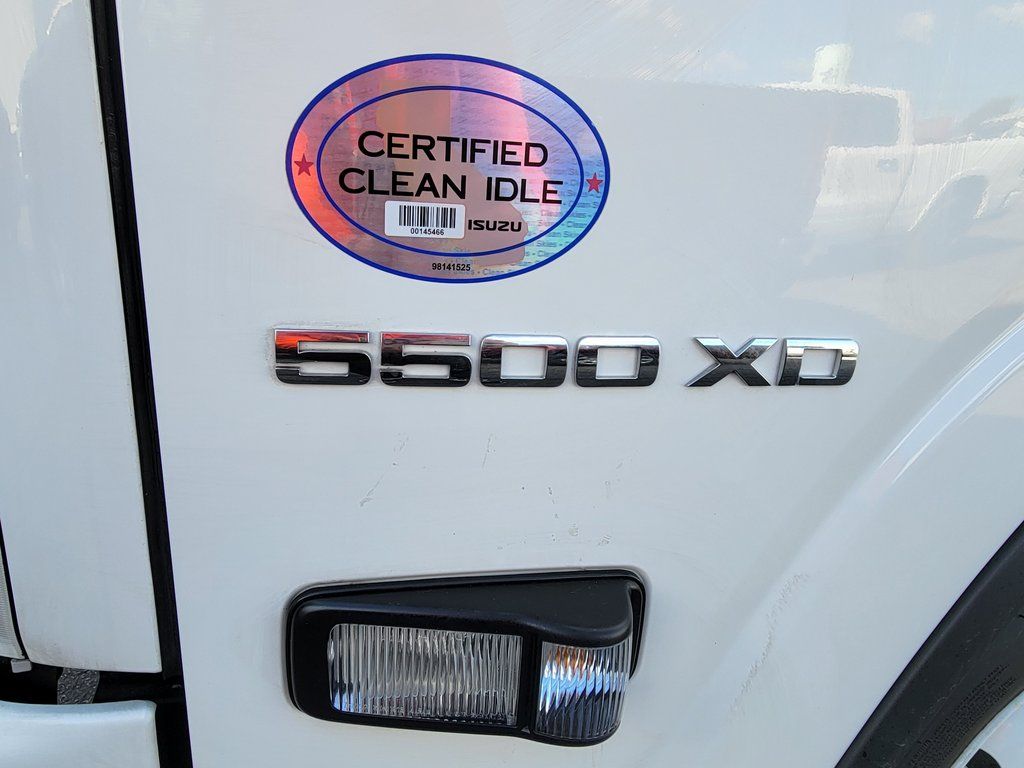 CERTIFIED
CLEAN IDLE
00145466
ISUZU
98141525
5500 XD